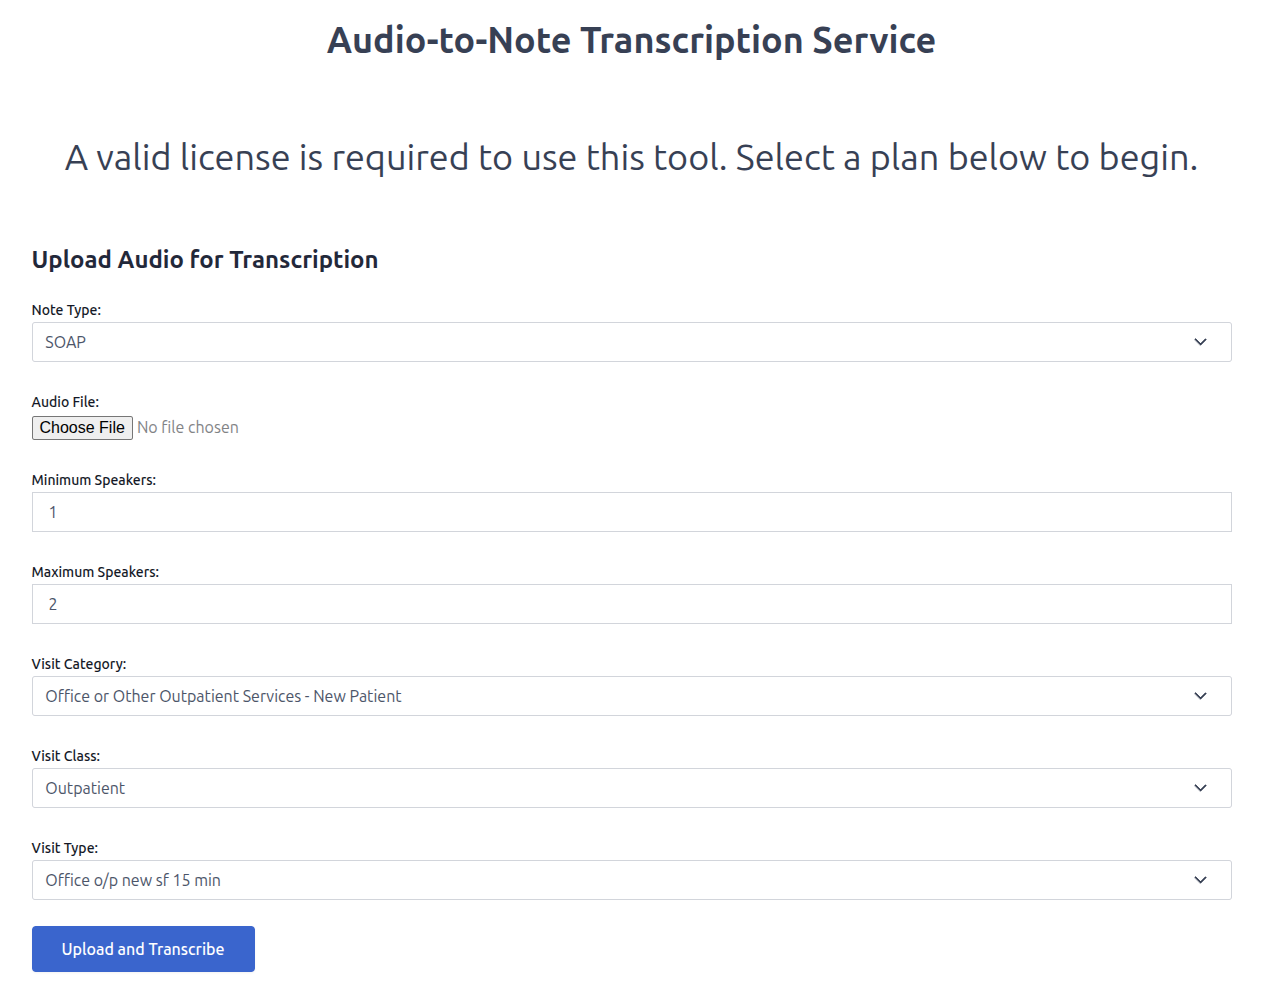 Audio-to-Note Transcription Service
A valid license is required to use this tool. Select a plan below to begin.
Upload Audio for Transcription
Note Type:
SOAP
Audio File:
Choose File No file chosen
Minimum Speakers:
1
Maximum Speakers:
2
Visit Category:
Office or Other Outpatient Services - New Patient
Visit Class:
Outpatient
Visit Type:
Office o/p new sf 15 min
Upload and Transcribe